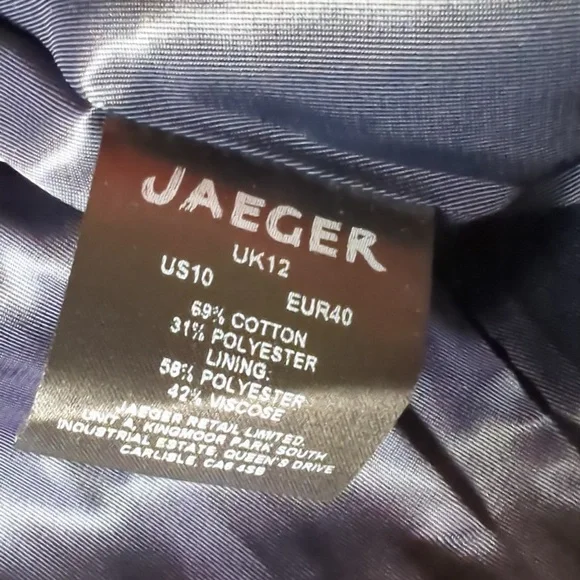 JAEGER
UK12
US10 EUR40
69% COTTON
31% POLYESTER
LINING:
58% POLYESTER
42% VISCOSE
JAEGER RETAIL LIMITED.
UNIT A, KINGMOOR PARK SOUTH
INDUSTRIAL ESTATE, QUEEN'S DRIVE
CARLISLE, CA6 4SB